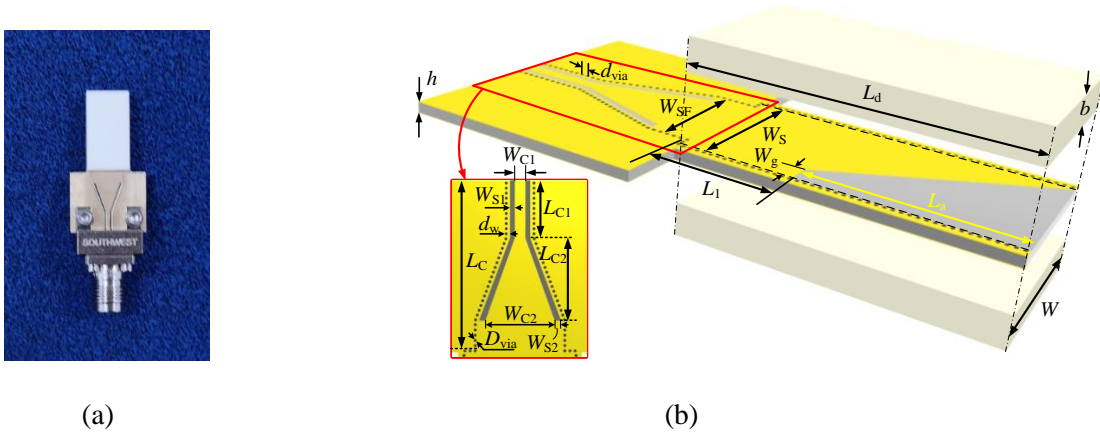 SOUTHWEST
(a)
h
d_via
W_SF
W_S
W_g
L_1
L_d
L_a
b
W
W_C1
W_S1
L_C1
d_w
L_C
L_C2
W_C2
W_S2
D_via
(b)